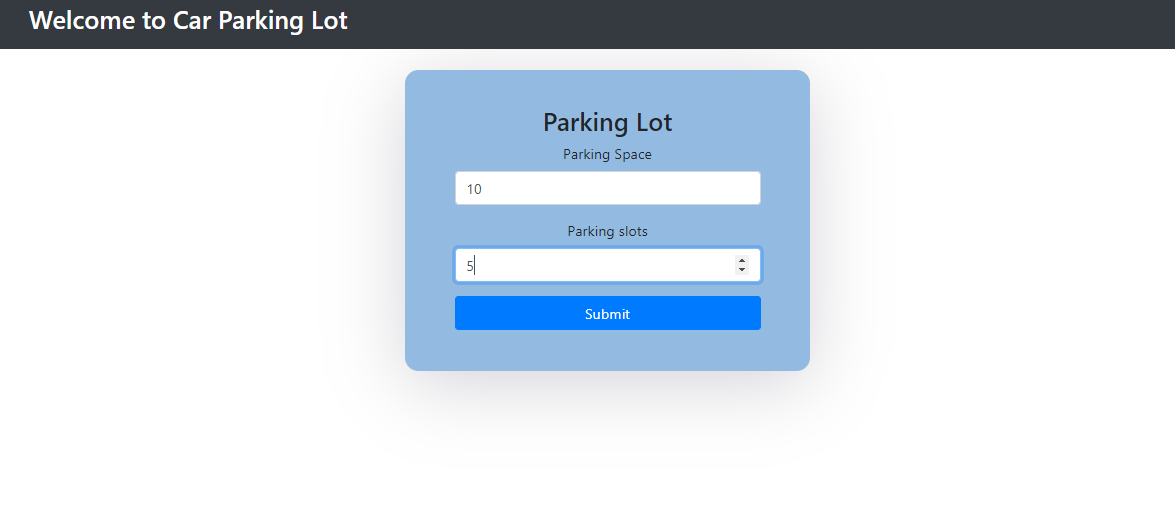 Welcome to Car Parking Lot
Parking Lot
Parking Space
10
Parking slots
5
Submit